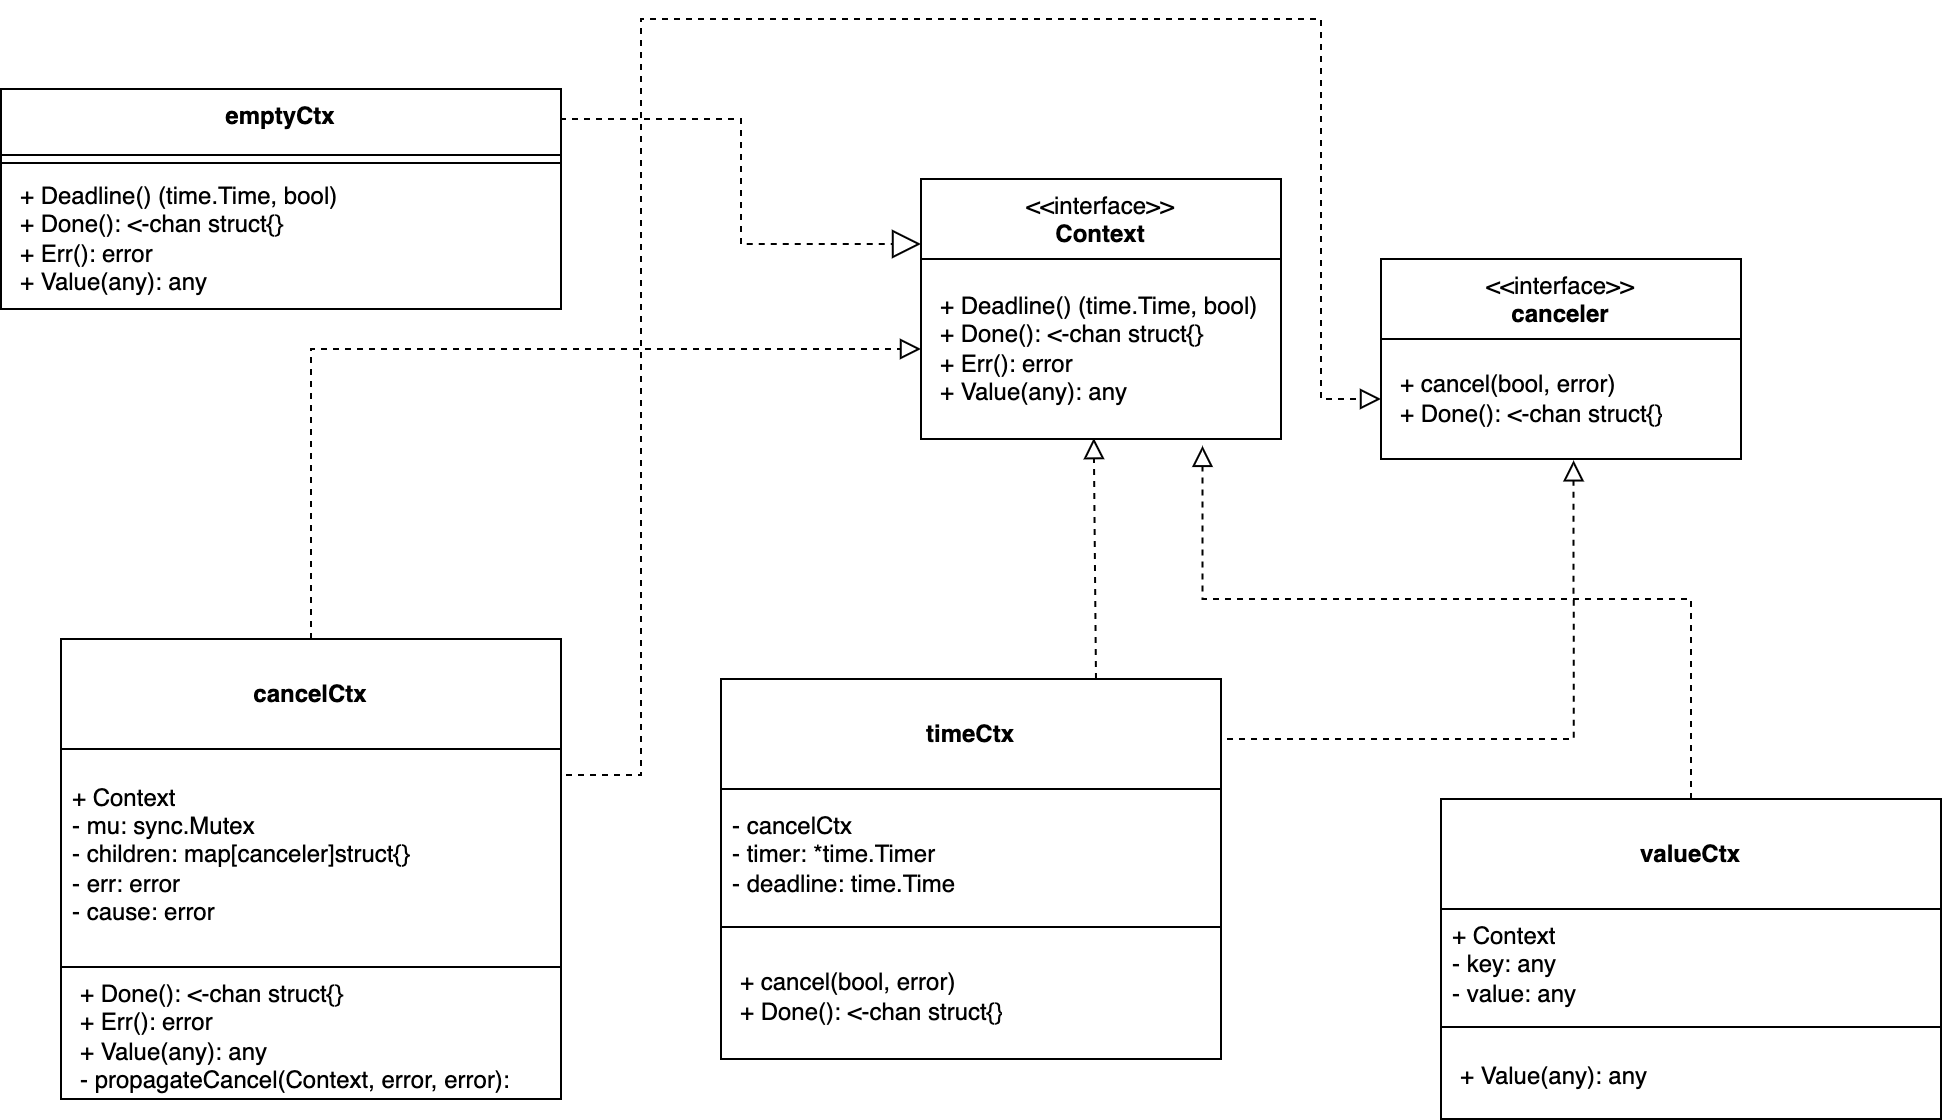 emptyCtx
+ Deadline() (time.Time, bool)
+ Done(): <-chan struct{}
+ Err(): error
+ Value(any): any
<<interface>>
Context
+ Deadline() (time.Time, bool)
+ Done(): <-chan struct{}
+ Err(): error
+ Value(any): any
<<interface>>
canceler
+ cancel(bool, error)
+ Done(): <-chan struct{}
cancelCtx
+ Context
- mu: sync.Mutex
- children: map[canceler]struct{}
- err: error
- cause: error
+ Done(): <-chan struct{}
+ Err(): error
+ Value(any): any
- propagateCancel(Context, error, error):
timeCtx
- cancelCtx
- timer: *time.Timer
- deadline: time.Time
+ cancel(bool, error)
+ Done(): <-chan struct{}
valueCtx
+ Context
- key: any
- value: any
+ Value(any): any